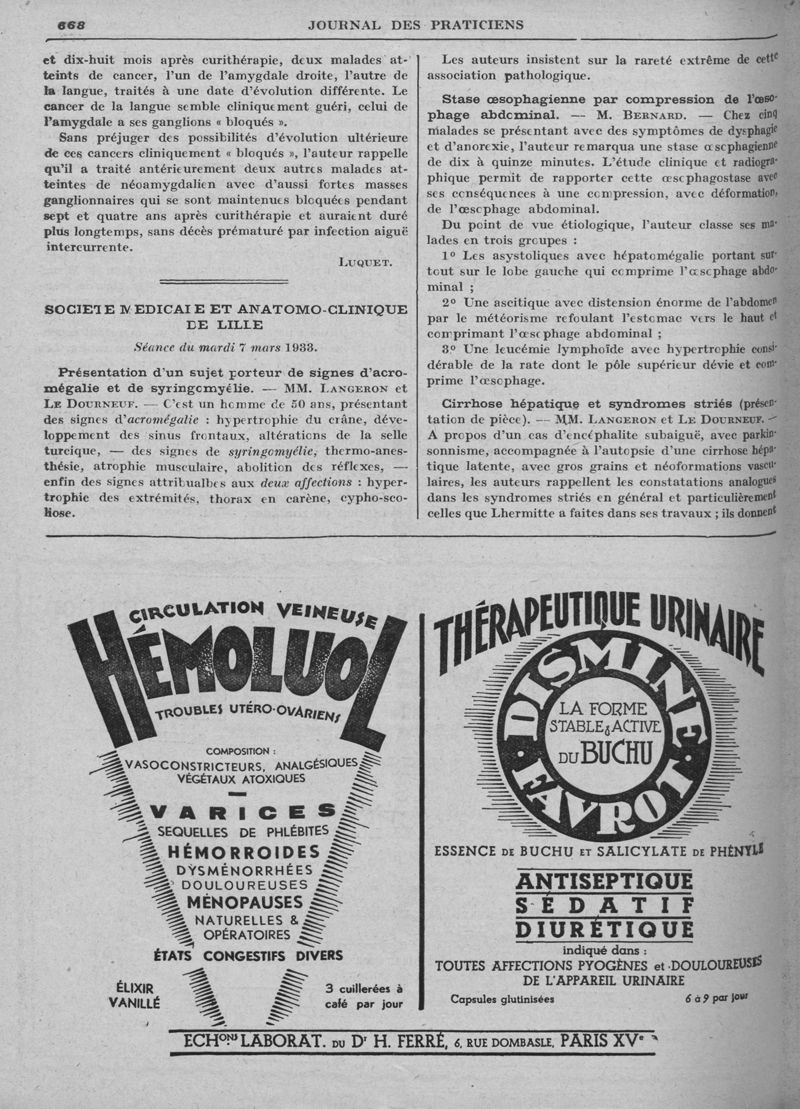 668
JOURNAL DES PRATICIENS
et dix-huit mois après curithérapie, deux malades at-
teints de cancer, l'un de l'amygdale droite, l'autre de
la langue, traités à une date d'évolution différente. Le
cancer de la langue semble cliniquement guéri, celui de
l'amygdale a ses ganglions « bloqués ».
Sans préjuger des possibilités d'évolution ultérieure
de ces cancers cliniquement « bloqués », l'auteur rappelle
qu'il a traité antérieurement deux autres malades at-
teintes de néoamygdalien avec d'aussi fortes masses
ganglionnaires qui se sont maintenues bloquées pendant
sept et quatre ans après curithérapie et auraient duré
plus longtemps, sans décès prématuré par infection aiguë
intercurrente.
LUQUET.
SOCIETE MEDICALE ET ANATOMO-CLINIQUE
DE LILLE
Séance du mardi 7 mars 1933.
Présentation d'un sujet porteur de signes d'acro-
mégalie et de syringomyélie. — MM. LANGERON et
LE DOURNEUF. — C'est un homme de 50 ans, présentant
des signes d'acromégalie : hypertrophie du crâne, déve-
loppement des sinus frontaux, altérations de la selle
turcique, — des signes de syringomyélie, thermo-anes-
thésie, atrophie musculaire, abolition des réflexes, —
enfin des signes attribualbes aux deux affections : hyper-
trophie des extrémités, thorax en carène, cypho-sco-
liose.
Les auteurs insistent sur la rareté extrême de cette
association pathologique.
Stase œsophagienne par compression de l'œso-
phage abdominal. — M. BERNARD. — Chez cinq
malades se présentant avec des symptômes de dysphagie
et d'anorexie, l'auteur remarqua une stase œsophagienne
de dix à quinze minutes. L'étude clinique et radiogra-
phique permit de rapporter cette œsophagostase avec
ses conséquences à une compression, avec déformation,
de l'œsophage abdominal.
Du point de vue étiologique, l'auteur classe ses ma-
lades en trois groupes :
1° Les asystoliques avec hépatomégalie portant sur-
tout sur le lobe gauche qui comprime l'œsophage abdo-
minal ;
2° Une ascitique avec distension énorme de l'abdomen
par le météorisme refoulant l'estomac vers le haut et
comprimant l'œsophage abdominal ;
3° Une leucémie lymphoïde avec hypertrophie consi-
dérable de la rate dont le pôle supérieur dévie et com-
prime l'œsophage.
Cirrhose hépatique et syndromes striés (présen-
tation de pièce). — MM. LANGERON et LE DOURNEUF. —
A propos d'un cas d'encéphalite subaiguë, avec parkin-
sonnisme, accompagnée à l'autopsie d'une cirrhose hépa-
tique latente, avec gros grains et néoformations vascu-
laires, les auteurs rappellent les constatations analogues
dans les syndromes striés en général et particulièrement
celles que Lhermitte a faites dans ses travaux ; ils donnent
CIRCULATION VEINEUSE
HÉMOLUOL
TROUBLES UTÉRO-OVARIENS
COMPOSITION :
VASOCONSTRICTEURS, ANALGÉSIQUES
VÉGÉTAUX ATOXIQUES
VARICES
SEQUELLES DE PHLÉBITES
HÉMORROIDES
DYSMÉNORRHÉES
DOULOUREUSES
MÉNOPAUSES
NATURELLES &
OPÉRATOIRES
ÉTATS CONGESTIFS DIVERS
ÉLIXIR
VANILLÉ
3 cuillerées à
café par jour
THÉRAPEUTIQUE URINAIRE
DISMINE
LA FORME
STABLE & ACTIVE
DU BUCHU
FAVROT
ESSENCE DE BUCHU ET SALICYLATE DE PHÉNYLE
ANTISEPTIQUE
SÉDATIF
DIURÉTIQUE
indiqué dans :
TOUTES AFFECTIONS PYOGÈNES et DOULOUREUSES
DE L'APPAREIL URINAIRE
Capsules glutinisées
6 à 9 par jour
ECHONS LABORAT. DU Dr H. FERRÉ, 6, RUE DOMBASLE, PARIS XVe